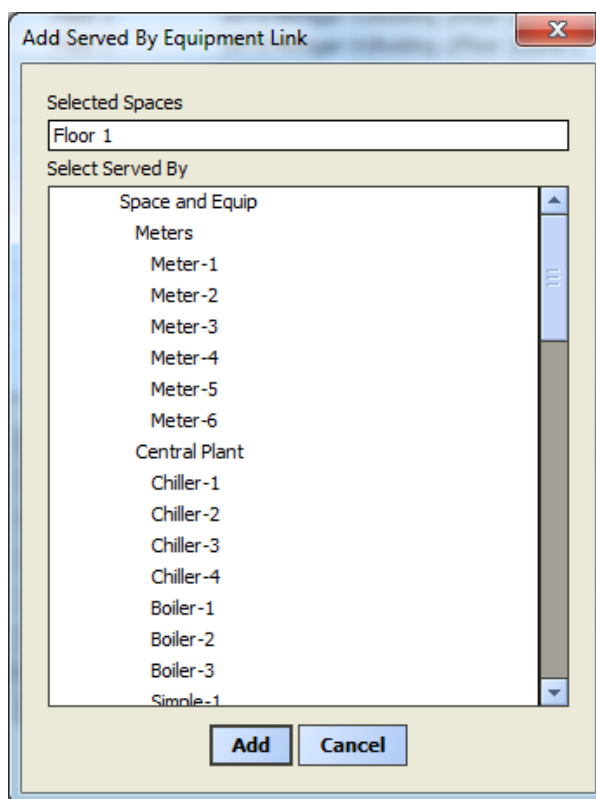 Add Served By Equipment Link
Selected Spaces
Floor 1
Select Served By
Space and Equip
Meters
Meter-1
Meter-2
Meter-3
Meter-4
Meter-5
Meter-6
Central Plant
Chiller-1
Chiller-2
Chiller-3
Chiller-4
Boiler-1
Boiler-2
Boiler-3
Simple-1
Add
Cancel